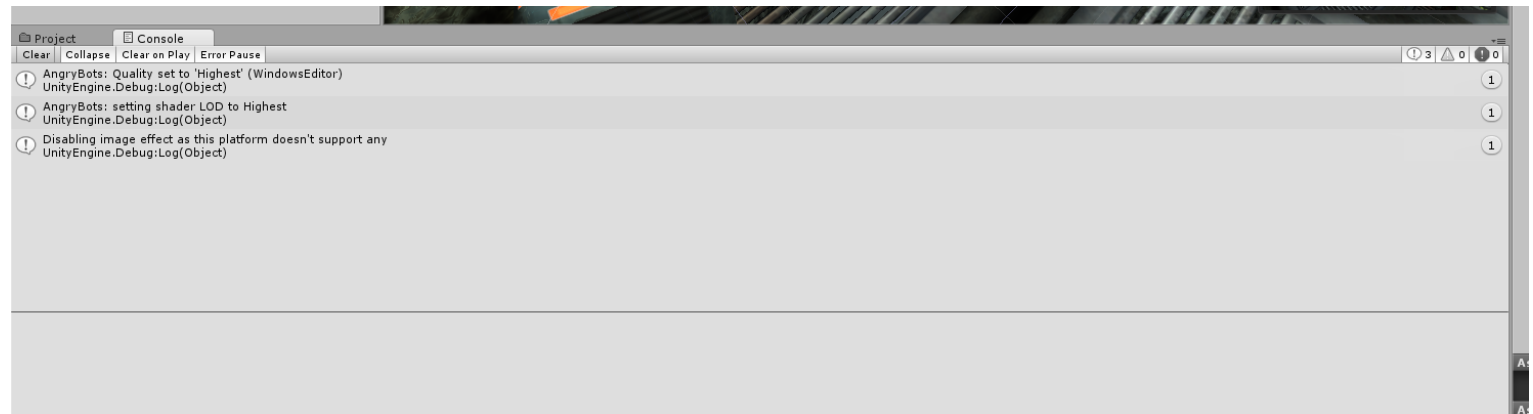 Project Console
Clear Collapse Clear on Play Error Pause 3 0 0
AngryBots: Quality set to 'Highest' (WindowsEditor)
UnityEngine.Debug:Log(Object)
1
AngryBots: setting shader LOD to Highest
UnityEngine.Debug:Log(Object)
1
Disabling image effect as this platform doesn't support any
UnityEngine.Debug:Log(Object)
1
As
As